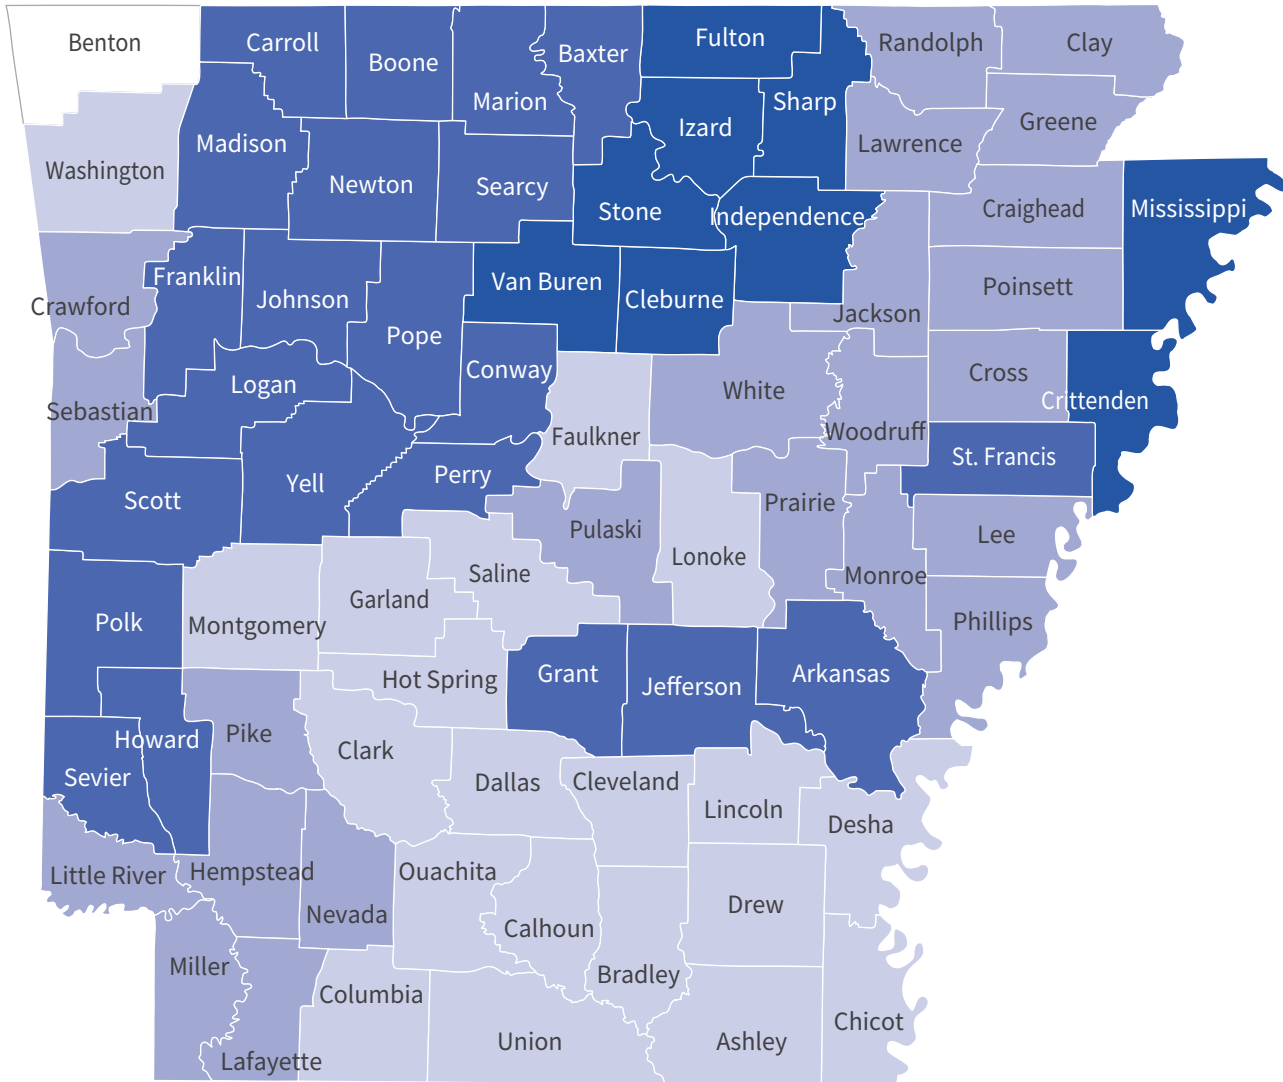 Benton
Carroll
Boone
Marion
Baxter
Fulton
Sharp
Randolph
Clay
Washington
Madison
Newton
Searcy
Izard
Lawrence
Greene
Stone
Independence
Craighead
Mississippi
Crawford
Franklin
Johnson
Pope
Van Buren
Cleburne
Jackson
Poinsett
Sebastian
Logan
Conway
Faulkner
White
Woodruff
Cross
Crittenden
Scott
Yell
Perry
Pulaski
Lonoke
Prairie
St. Francis
Lee
Polk
Montgomery
Garland
Saline
Monroe
Phillips
Hot Spring
Grant
Jefferson
Arkansas
Howard
Sevier
Pike
Clark
Dallas
Cleveland
Lincoln
Desha
Little River
Hempstead
Nevada
Ouachita
Calhoun
Bradley
Drew
Miller
Lafayette
Columbia
Union
Ashley
Chicot